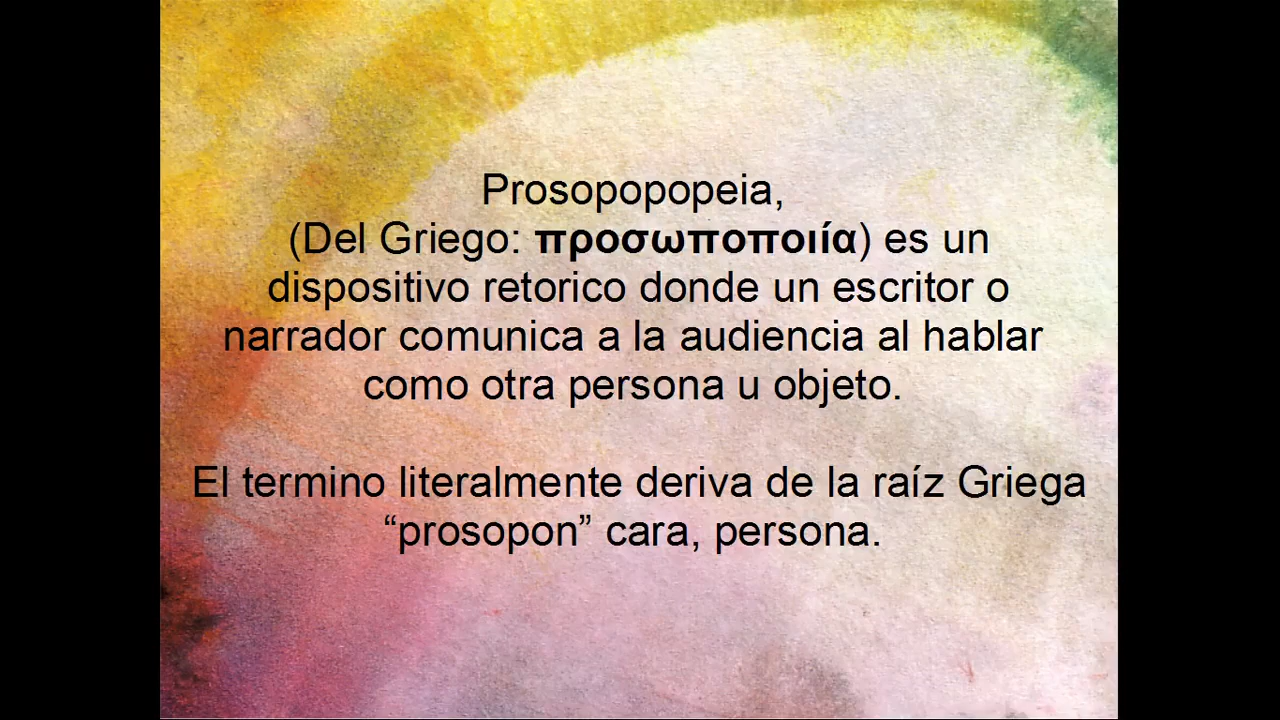 Prosopopopeia,
(Del Griego: προσωποποιία) es un
dispositivo retorico donde un escritor o
narrador comunica a la audiencia al hablar
como otra persona u objeto.
El termino literalmente deriva de la raíz Griega
“prosopon” cara, persona.